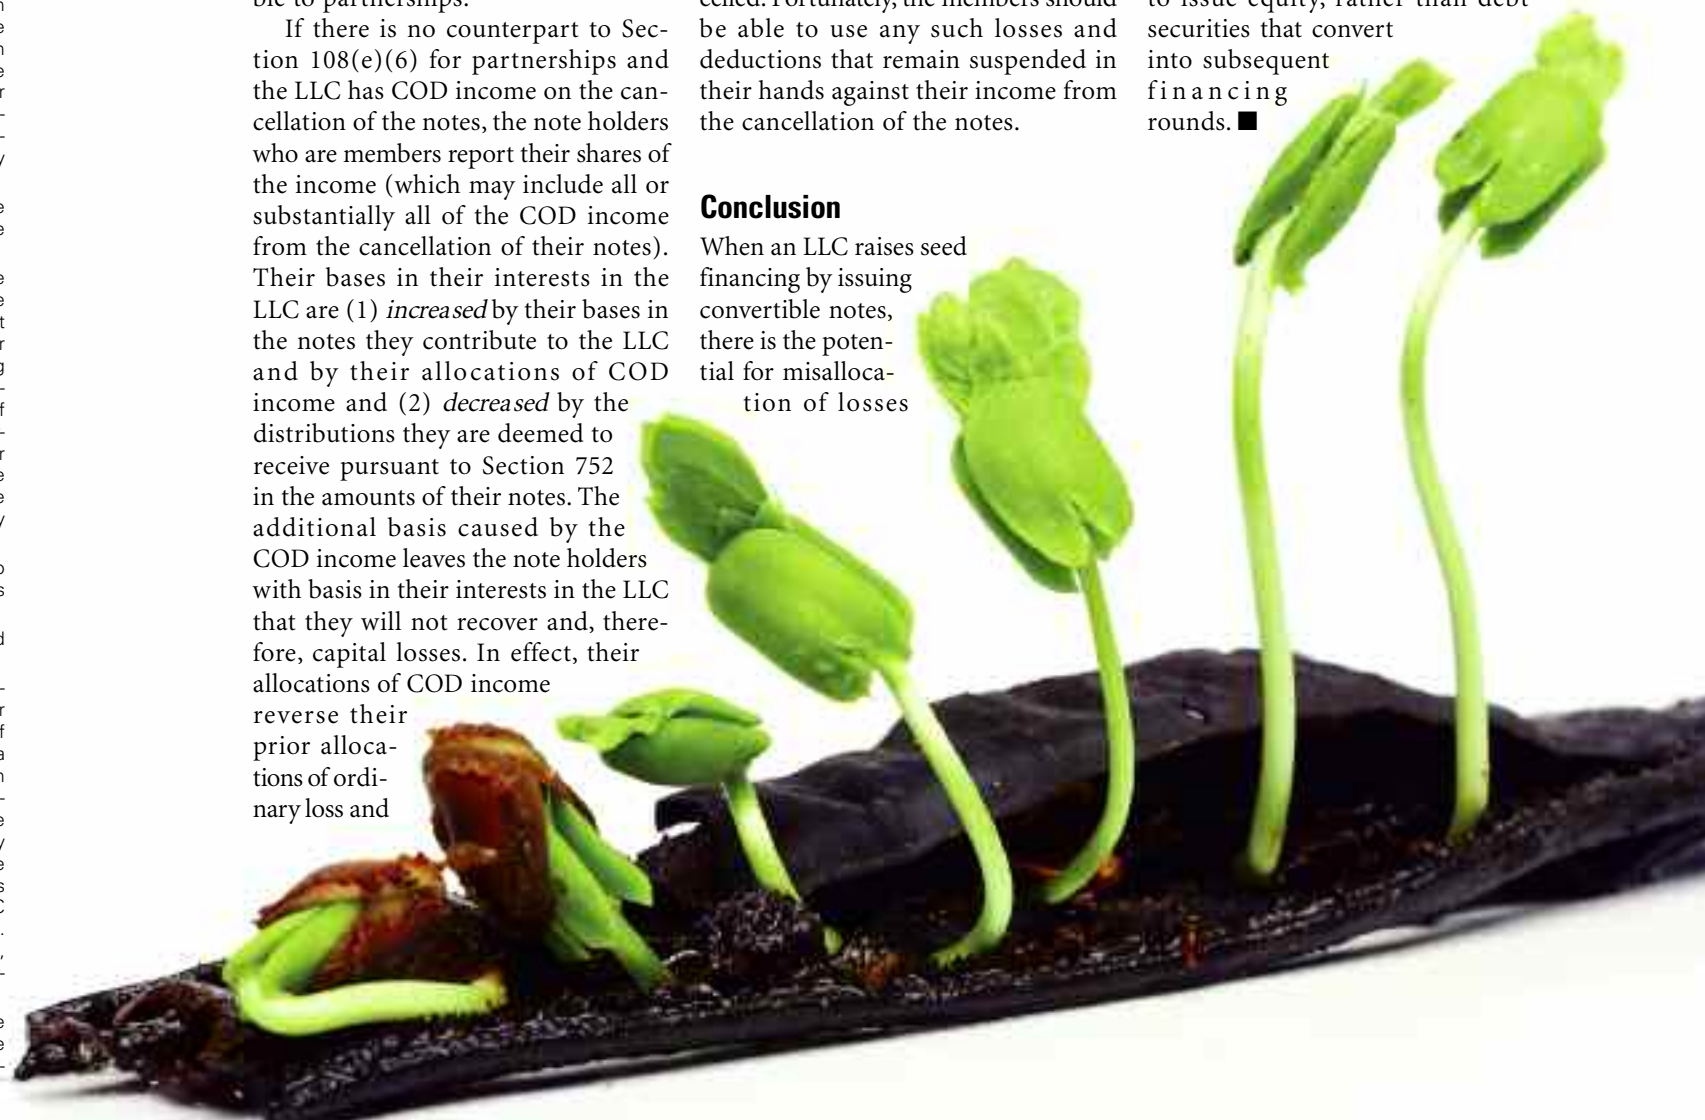 ble to partnerships.
If there is no counterpart to Sec-
tion 108(e)(6) for partnerships and
the LLC has COD income on the can-
cellation of the notes, the note holders
who are members report their shares of
the income (which may include all or
substantially all of the COD income
from the cancellation of their notes).
Their bases in their interests in the
LLC are (1) increased by their bases in
the notes they contribute to the LLC
and by their allocations of COD
income and (2) decreased by the
distributions they are deemed to
receive pursuant to Section 752
in the amounts of their notes. The
additional basis caused by the
COD income leaves the note holders
with basis in their interests in the LLC
that they will not recover and, there-
fore, capital losses. In effect, their
allocations of COD income
reverse their
prior alloca-
tions of ordi-
nary loss and
celled. Fortunately, the members should
be able to use any such losses and
deductions that remain suspended in
their hands against their income from
the cancellation of the notes.
Conclusion
When an LLC raises seed
financing by issuing
convertible notes,
there is the poten-
tial for misalloca-
tion of losses
to issue equity, rather than debt
securities that convert
into subsequent
financing
rounds. ■